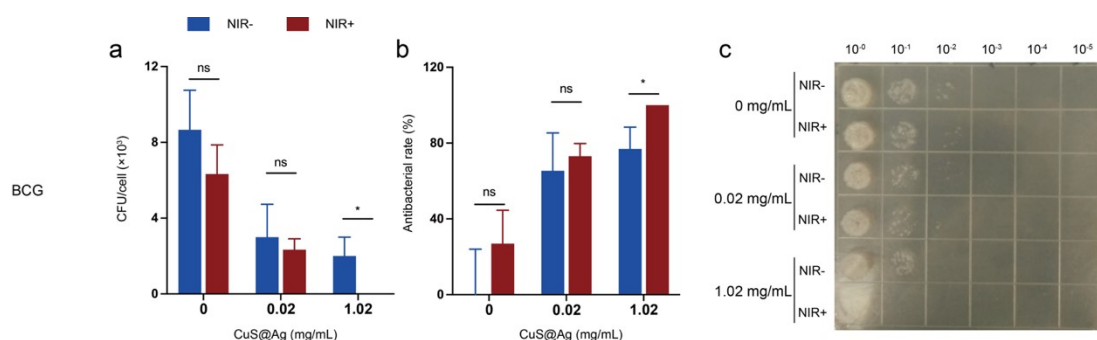 BCG
NIR-
NIR+
a
CFU/cell (×10³)
12
8
4
0
ns
ns
*
0
0.02
1.02
CuS@Ag (mg/mL)
b
Antibacterial rate (%)
120
80
40
0
ns
ns
*
0
0.02
1.02
CuS@Ag (mg/mL)
c
10⁻⁰ 10⁻¹ 10⁻² 10⁻³ 10⁻⁴ 10⁻⁵
0 mg/mL
NIR-
NIR+
0.02 mg/mL
NIR-
NIR+
1.02 mg/mL
NIR-
NIR+